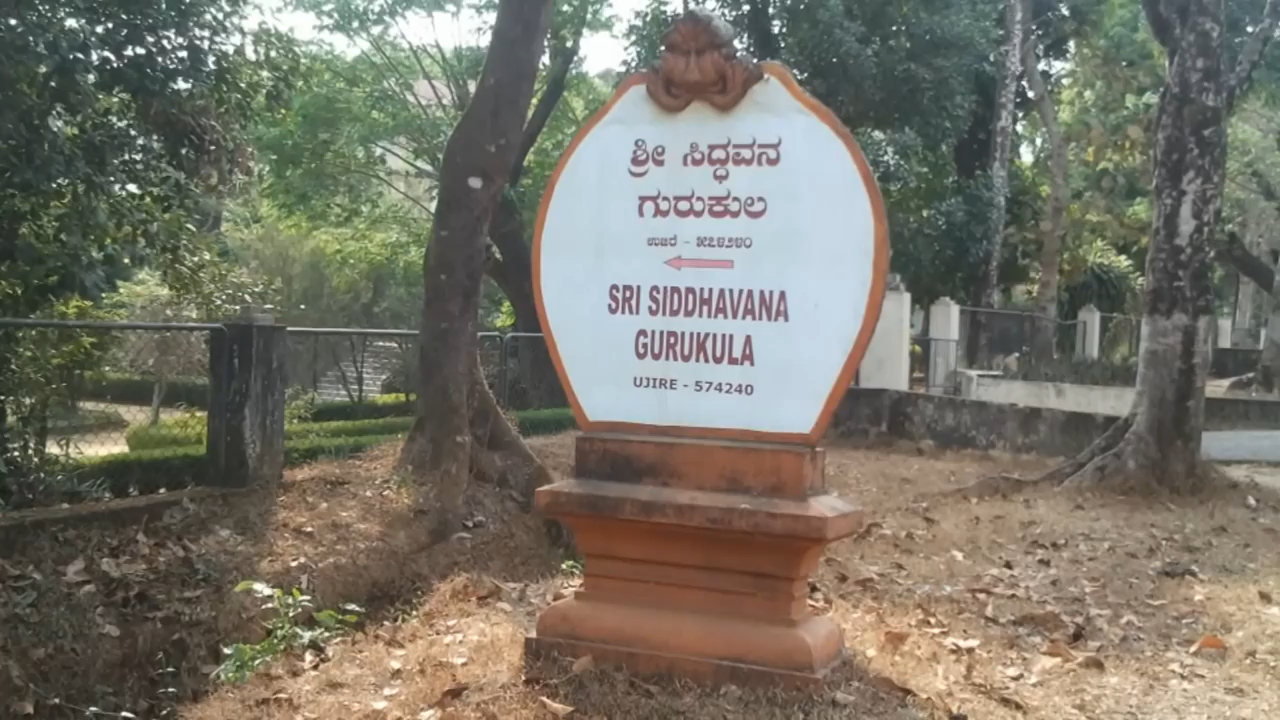 ಶ್ರೀ ಸಿದ್ಧವನ
ಗುರುಕುಲ
ಉಜಿರೆ - ೫೭೪೨೪೦
SRI SIDDHAVANA
GURUKULA
UJIRE - 574240